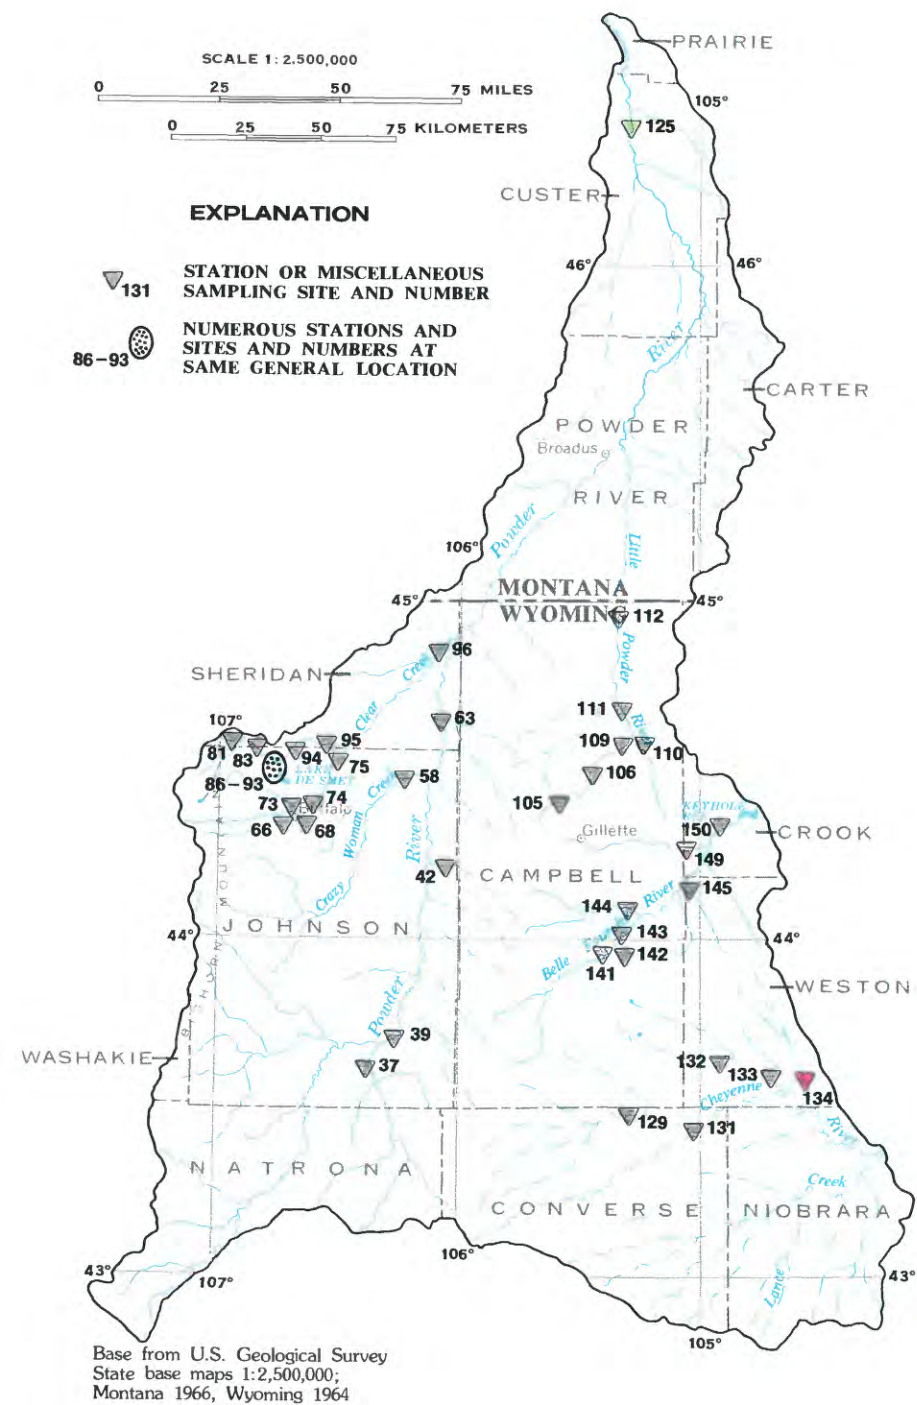 SCALE 1:2,500,000
0 25 50 75 MILES
0 25 50 75 KILOMETERS
EXPLANATION
131
STATION OR MISCELLANEOUS
SAMPLING SITE AND NUMBER
86–93
NUMEROUS STATIONS AND
SITES AND NUMBERS AT
SAME GENERAL LOCATION
PRAIRIE
105°
125
CUSTER
46°
46°
River
CARTER
POWDER
Broadus
RIVER
Powder
Little
106°
MONTANA
45°
45°
WYOMING
112
Powder
96
SHERIDAN
Creek
Clear
63
111
River
107°
81
83
94
95
75
109
110
86–93
LAKE
DE SMET
Creek
58
106
105
73
74
Buffalo
66
68
Woman
River
Gillette
KEYHOLE
150
CROOK
149
42
CAMPBELL
145
Crazy
River
144
JOHNSON
44°
143
44°
Fourche
142
Belle
141
BIGHORN MOUNTAINS
WESTON
Powder
39
WASHAKIE
37
132
133
134
Cheyenne
129
131
River
NATRONA
Creek
CONVERSE
NIOBRARA
Lance
43°
107°
106°
43°
105°
Base from U.S. Geological Survey
State base maps 1:2,500,000;
Montana 1966, Wyoming 1964